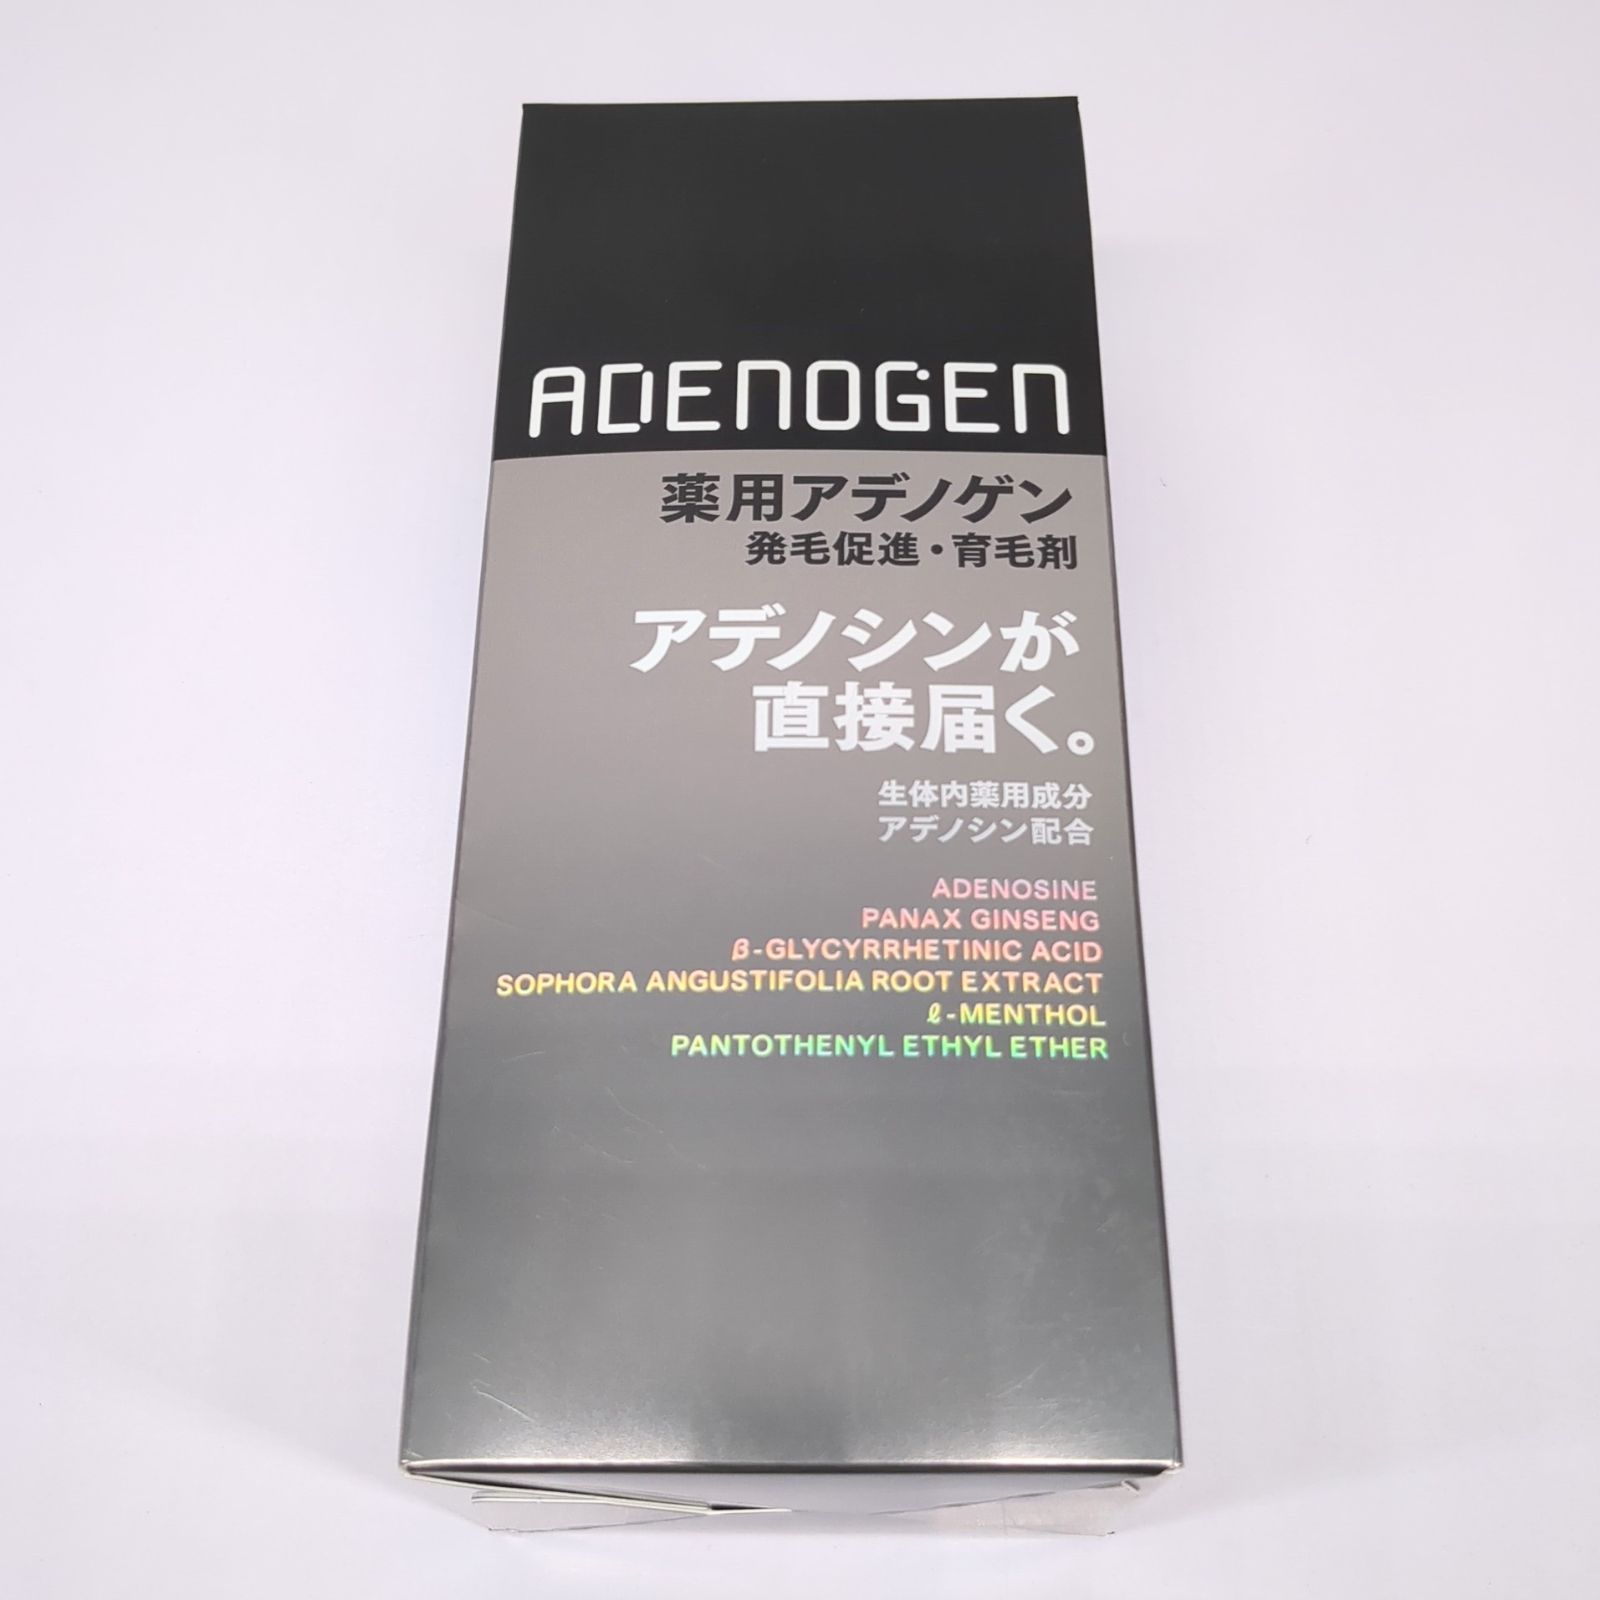 ADENOGEN
薬用アデノゲン
発毛促進・育毛剤
アデノシンが
直接届く。
生体内薬用成分
アデノシン配合
ADENOSINE
PANAX GINSENG
β-GLYCYRRHETINIC ACID
SOPHORA ANGUSTIFOLIA ROOT EXTRACT
ℓ-MENTHOL
PANTOTHENYL ETHYL ETHER